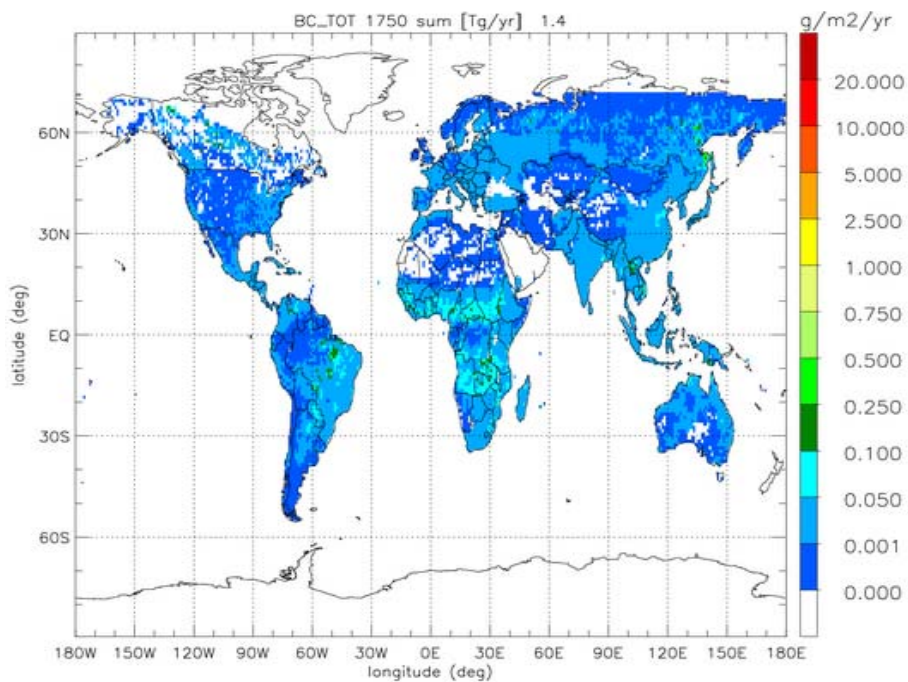 BC_TOT 1750 sum [Tg/yr] 1.4
g/m2/yr
20.000
10.000
5.000
2.500
1.000
0.750
0.500
0.250
0.100
0.050
0.001
0.000
60N
30N
EQ
30S
60S
latitude (deg)
180W 150W 120W 90W 60W 30W 0E 30E 60E 90E 120E 150E 180E
longitude (deg)